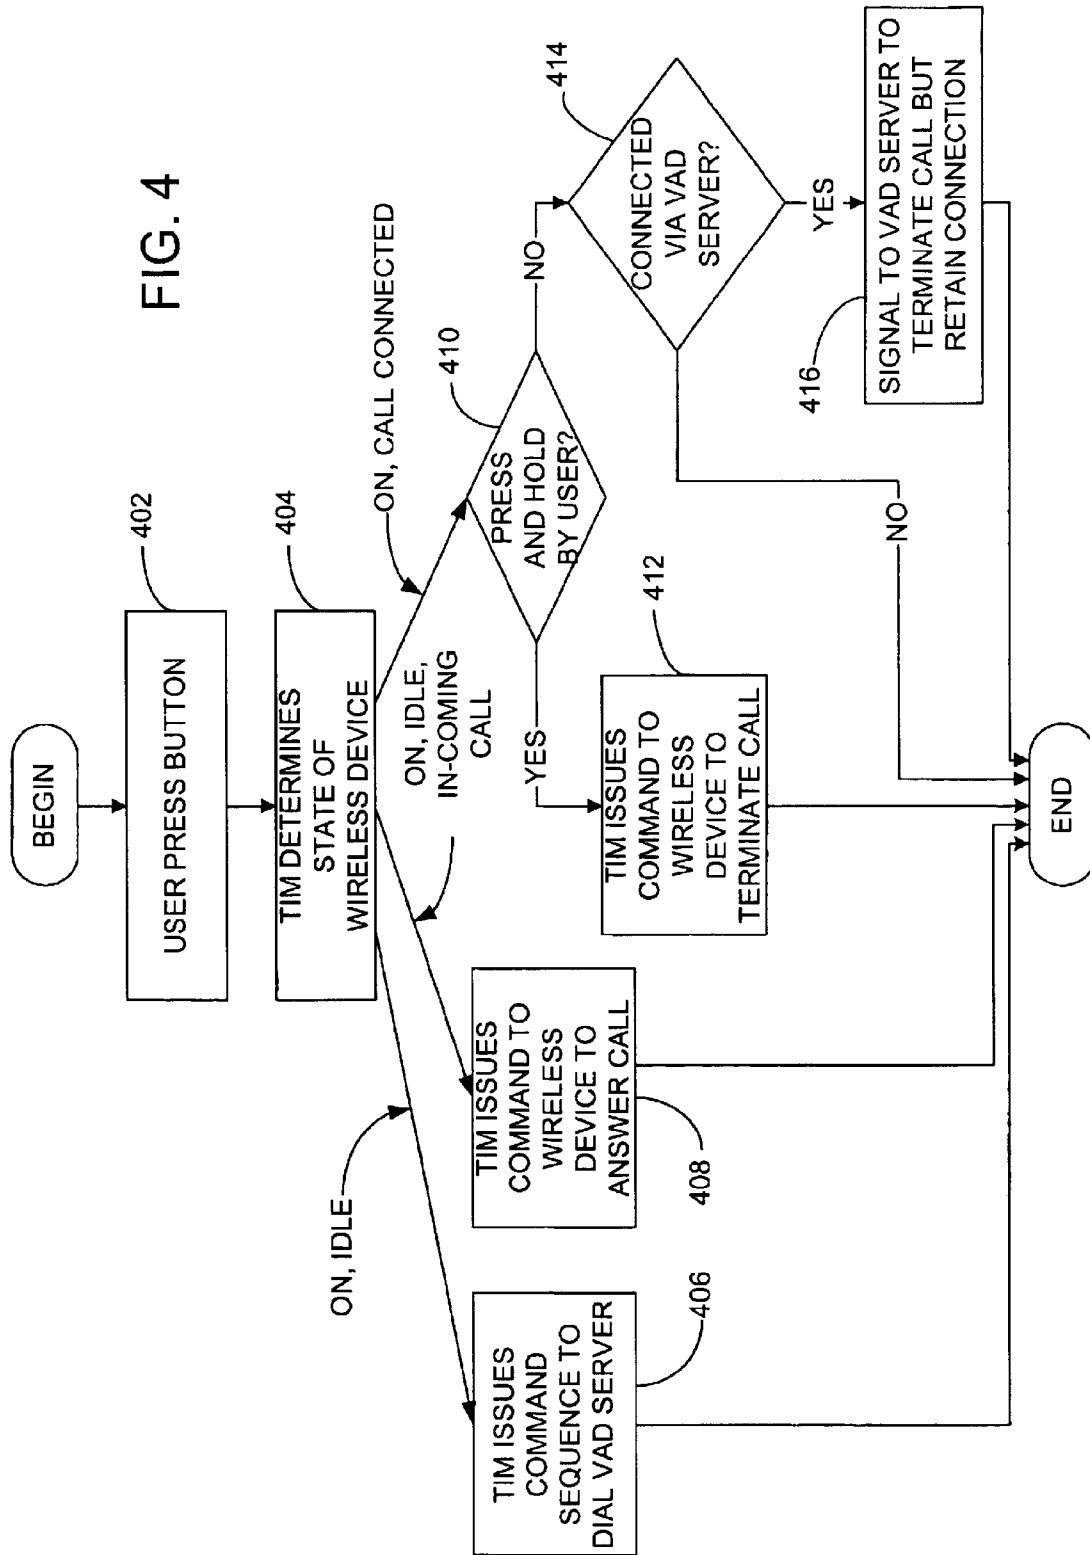 FIG. 4
BEGIN
402
USER PRESS BUTTON
404
TIM DETERMINES
STATE OF
WIRELESS DEVICE
ON, IDLE
ON, IDLE,
IN-COMING
CALL
ON, CALL CONNECTED
TIM ISSUES
COMMAND
SEQUENCE TO
DIAL VAD SERVER
406
TIM ISSUES
COMMAND TO
WIRELESS
DEVICE TO
ANSWER CALL
408
410
PRESS
AND HOLD
BY USER?
YES
NO
412
TIM ISSUES
COMMAND TO
WIRELESS
DEVICE TO
TERMINATE CALL
414
CONNECTED
VIA VAD
SERVER?
NO
YES
416
SIGNAL TO VAD SERVER TO
TERMINATE CALL BUT
RETAIN CONNECTION
END